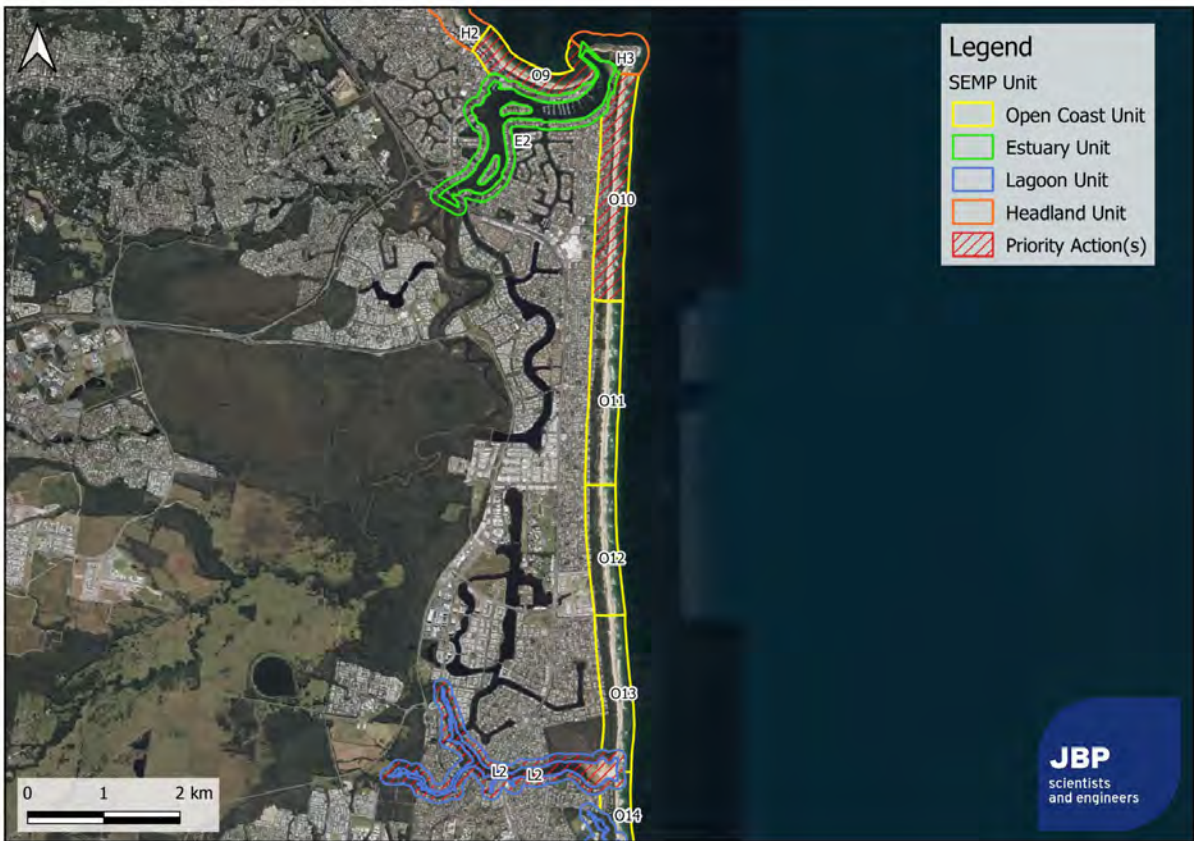 H2
H3
O9
E2
O10
O11
O12
O13
L2
L2
O14
Legend
SEMP Unit
Open Coast Unit
Estuary Unit
Lagoon Unit
Headland Unit
Priority Action(s)
0 1 2 km
JBP
scientists
and engineers